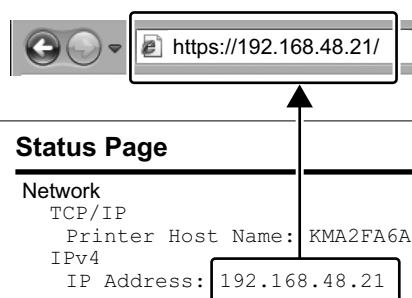 https://192.168.48.21/
Status Page
Network
TCP/IP
Printer Host Name: KMA2FA6A
IPv4
IP Address: 192.168.48.21